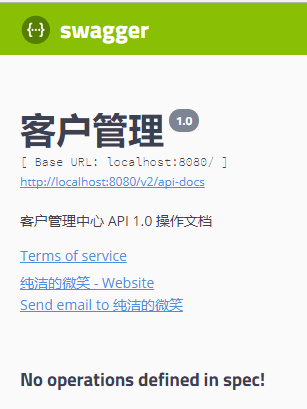 {···} swagger
客户管理 1.0
[ Base URL: localhost:8080/ ]
http://localhost:8080/v2/api-docs
客户管理中心 API 1.0 操作文档
Terms of service
纯洁的微笑 - Website
Send email to 纯洁的微笑
No operations defined in spec!